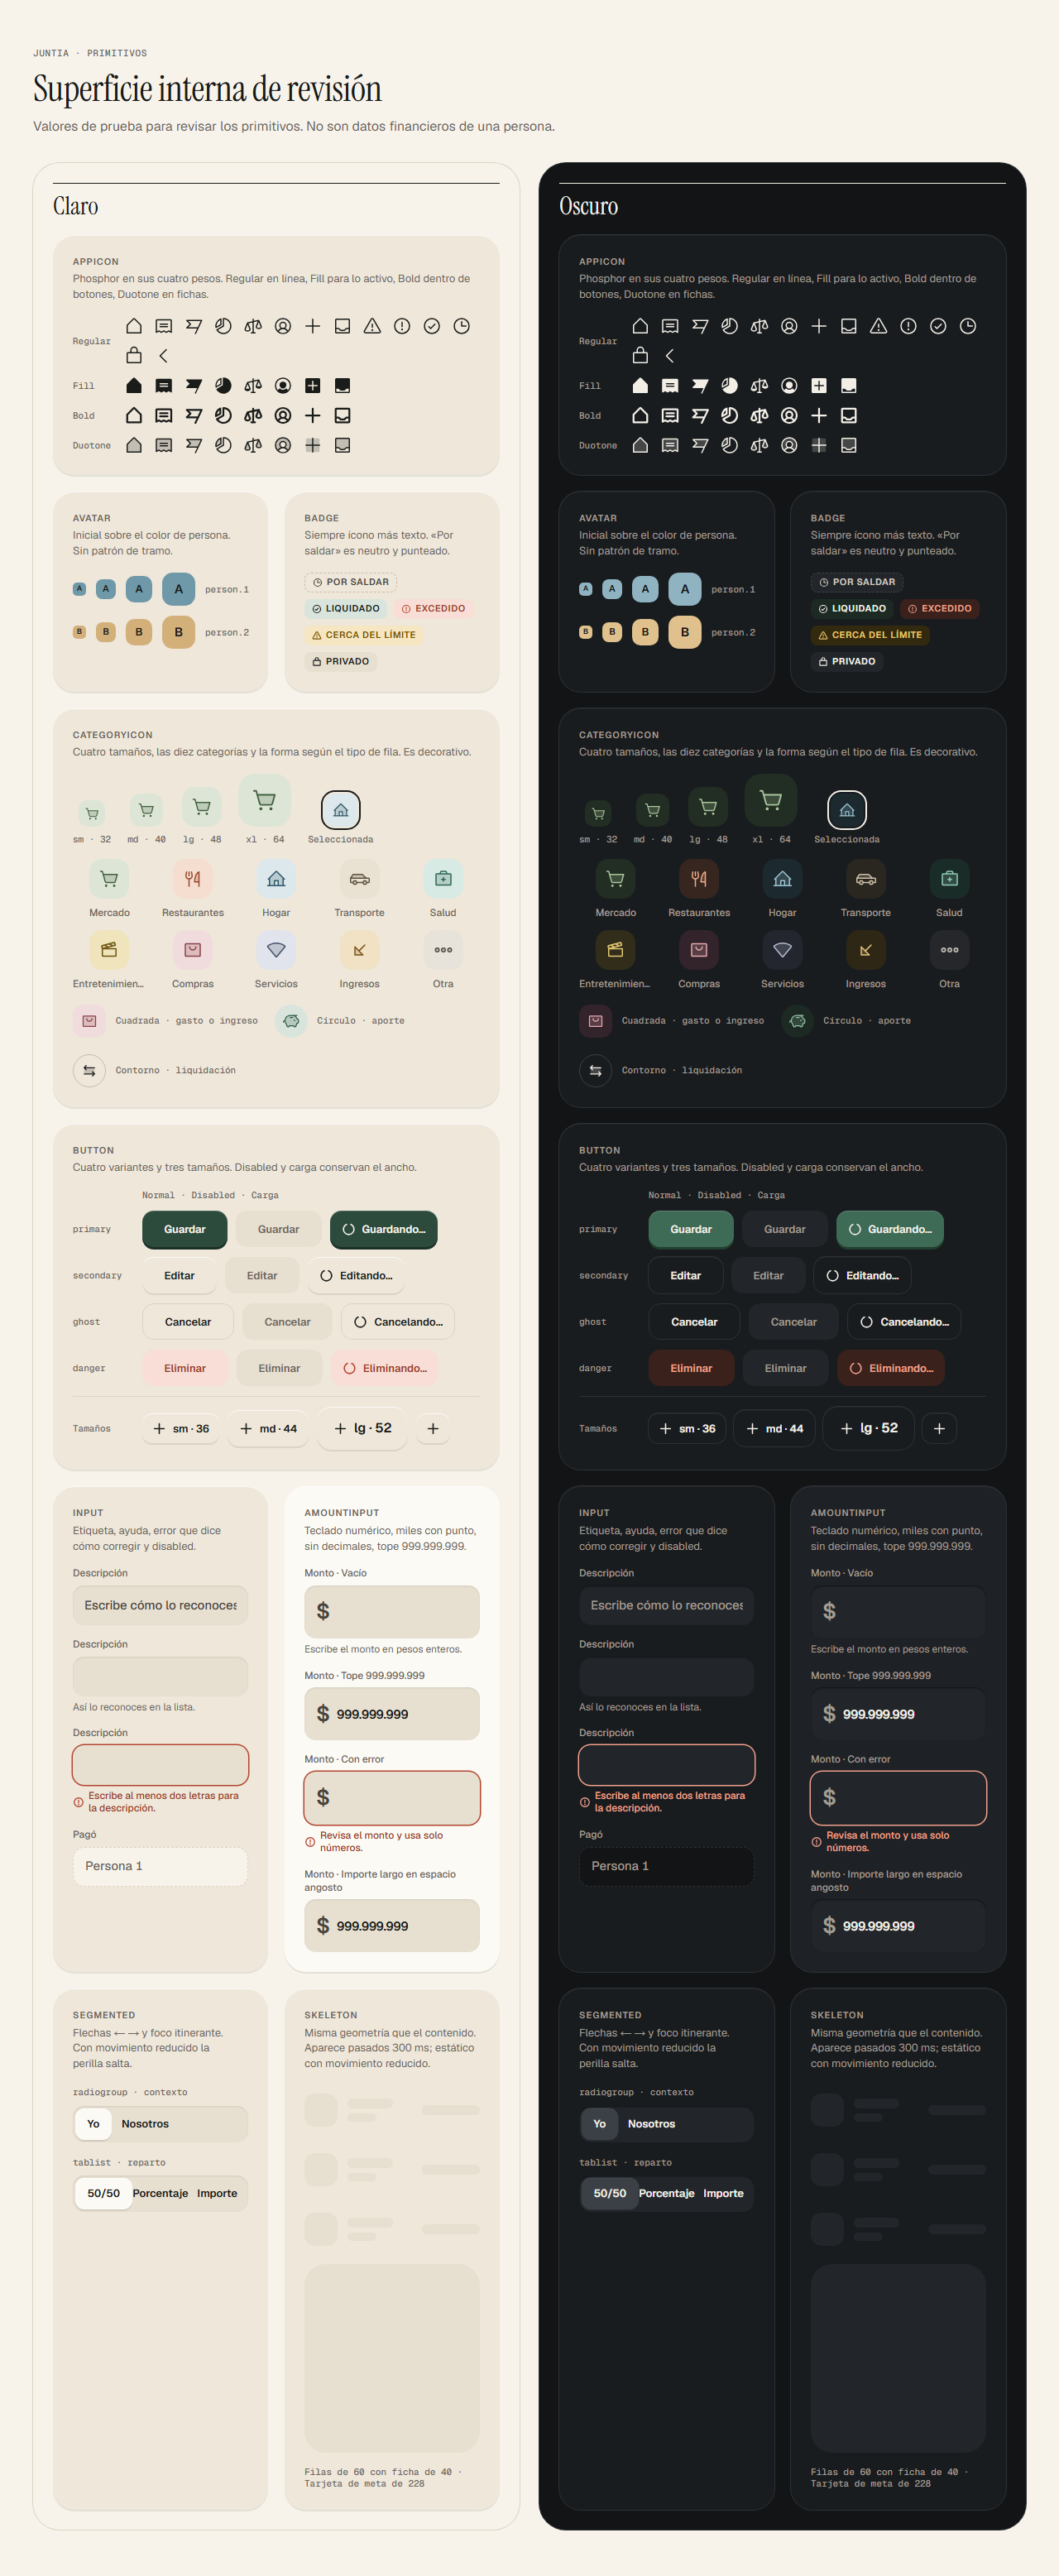 JUNTIA · PRIMITIVOS
Superficie interna de revisión
Valores de prueba para revisar los primitivos. No son datos financieros de una persona.
Claro
APPICON
Phosphor en sus cuatro pesos. Regular en línea, Fill para lo activo, Bold dentro de
botones, Duotone en fichas.
Regular
Fill
Bold
Duotone
AVATAR
Inicial sobre el color de persona.
Sin patrón de tramo.
A A A A person.1
B B B B person.2
BADGE
Siempre ícono más texto. «Por
saldar» es neutro y punteado.
POR SALDAR
LIQUIDADO EXCEDIDO
CERCA DEL LÍMITE
PRIVADO
CATEGORYICON
Cuatro tamaños, las diez categorías y la forma según el tipo de fila. Es decorativo.
sm · 32 md · 40 lg · 48 xl · 64 Seleccionada
Mercado Restaurantes Hogar Transporte Salud
Entretenimien... Compras Servicios Ingresos Otra
Cuadrada · gasto o ingreso Círculo · aporte
Contorno · liquidación
BUTTON
Cuatro variantes y tres tamaños. Disabled y carga conservan el ancho.
Normal · Disabled · Carga
primary Guardar Guardar Guardando...
secondary Editar Editar Editando...
ghost Cancelar Cancelar Cancelando...
danger Eliminar Eliminar Eliminando...
Tamaños sm · 36 md · 44 lg · 52
INPUT
Etiqueta, ayuda, error que dice
cómo corregir y disabled.
Descripción
Escribe cómo lo reconoces
Descripción
Así lo reconoces en la lista.
Descripción
Escribe al menos dos letras para
la descripción.
Pagó
Persona 1
AMOUNTINPUT
Teclado numérico, miles con punto,
sin decimales, tope 999.999.999.
Monto · Vacío
$
Escribe el monto en pesos enteros.
Monto · Tope 999.999.999
$ 999.999.999
Monto · Con error
$
Revisa el monto y usa solo
números.
Monto · Importe largo en espacio
angosto
$ 999.999.999
SEGMENTED
Flechas ← → y foco itinerante.
Con movimiento reducido la
perilla salta.
radiogroup · contexto
Yo Nosotros
tablist · reparto
50/50 Porcentaje Importe
SKELETON
Misma geometría que el contenido.
Aparece pasados 300 ms; estático
con movimiento reducido.
Filas de 60 con ficha de 40 ·
Tarjeta de meta de 228
Oscuro
APPICON
Phosphor en sus cuatro pesos. Regular en línea, Fill para lo activo, Bold dentro de
botones, Duotone en fichas.
Regular
Fill
Bold
Duotone
AVATAR
Inicial sobre el color de persona.
Sin patrón de tramo.
A A A A person.1
B B B B person.2
BADGE
Siempre ícono más texto. «Por
saldar» es neutro y punteado.
POR SALDAR
LIQUIDADO EXCEDIDO
CERCA DEL LÍMITE
PRIVADO
CATEGORYICON
Cuatro tamaños, las diez categorías y la forma según el tipo de fila. Es decorativo.
sm · 32 md · 40 lg · 48 xl · 64 Seleccionada
Mercado Restaurantes Hogar Transporte Salud
Entretenimien... Compras Servicios Ingresos Otra
Cuadrada · gasto o ingreso Círculo · aporte
Contorno · liquidación
BUTTON
Cuatro variantes y tres tamaños. Disabled y carga conservan el ancho.
Normal · Disabled · Carga
primary Guardar Guardar Guardando...
secondary Editar Editar Editando...
ghost Cancelar Cancelar Cancelando...
danger Eliminar Eliminar Eliminando...
Tamaños sm · 36 md · 44 lg · 52
INPUT
Etiqueta, ayuda, error que dice
cómo corregir y disabled.
Descripción
Escribe cómo lo reconoces
Descripción
Así lo reconoces en la lista.
Descripción
Escribe al menos dos letras para
la descripción.
Pagó
Persona 1
AMOUNTINPUT
Teclado numérico, miles con punto,
sin decimales, tope 999.999.999.
Monto · Vacío
$
Escribe el monto en pesos enteros.
Monto · Tope 999.999.999
$ 999.999.999
Monto · Con error
$
Revisa el monto y usa solo
números.
Monto · Importe largo en espacio
angosto
$ 999.999.999
SEGMENTED
Flechas ← → y foco itinerante.
Con movimiento reducido la
perilla salta.
radiogroup · contexto
Yo Nosotros
tablist · reparto
50/50 Porcentaje Importe
SKELETON
Misma geometría que el contenido.
Aparece pasados 300 ms; estático
con movimiento reducido.
Filas de 60 con ficha de 40 ·
Tarjeta de meta de 228